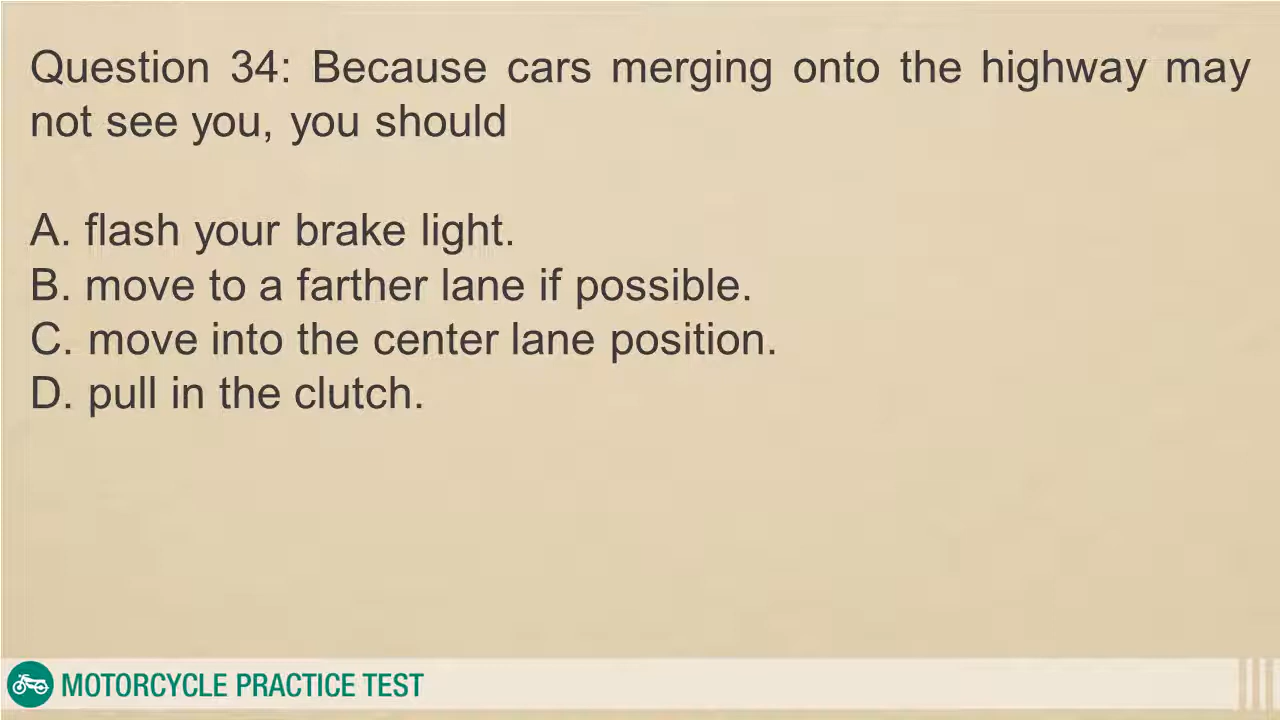 Question 34: Because cars merging onto the highway may
not see you, you should
A. flash your brake light.
B. move to a farther lane if possible.
C. move into the center lane position.
D. pull in the clutch.
MOTORCYCLE PRACTICE TEST